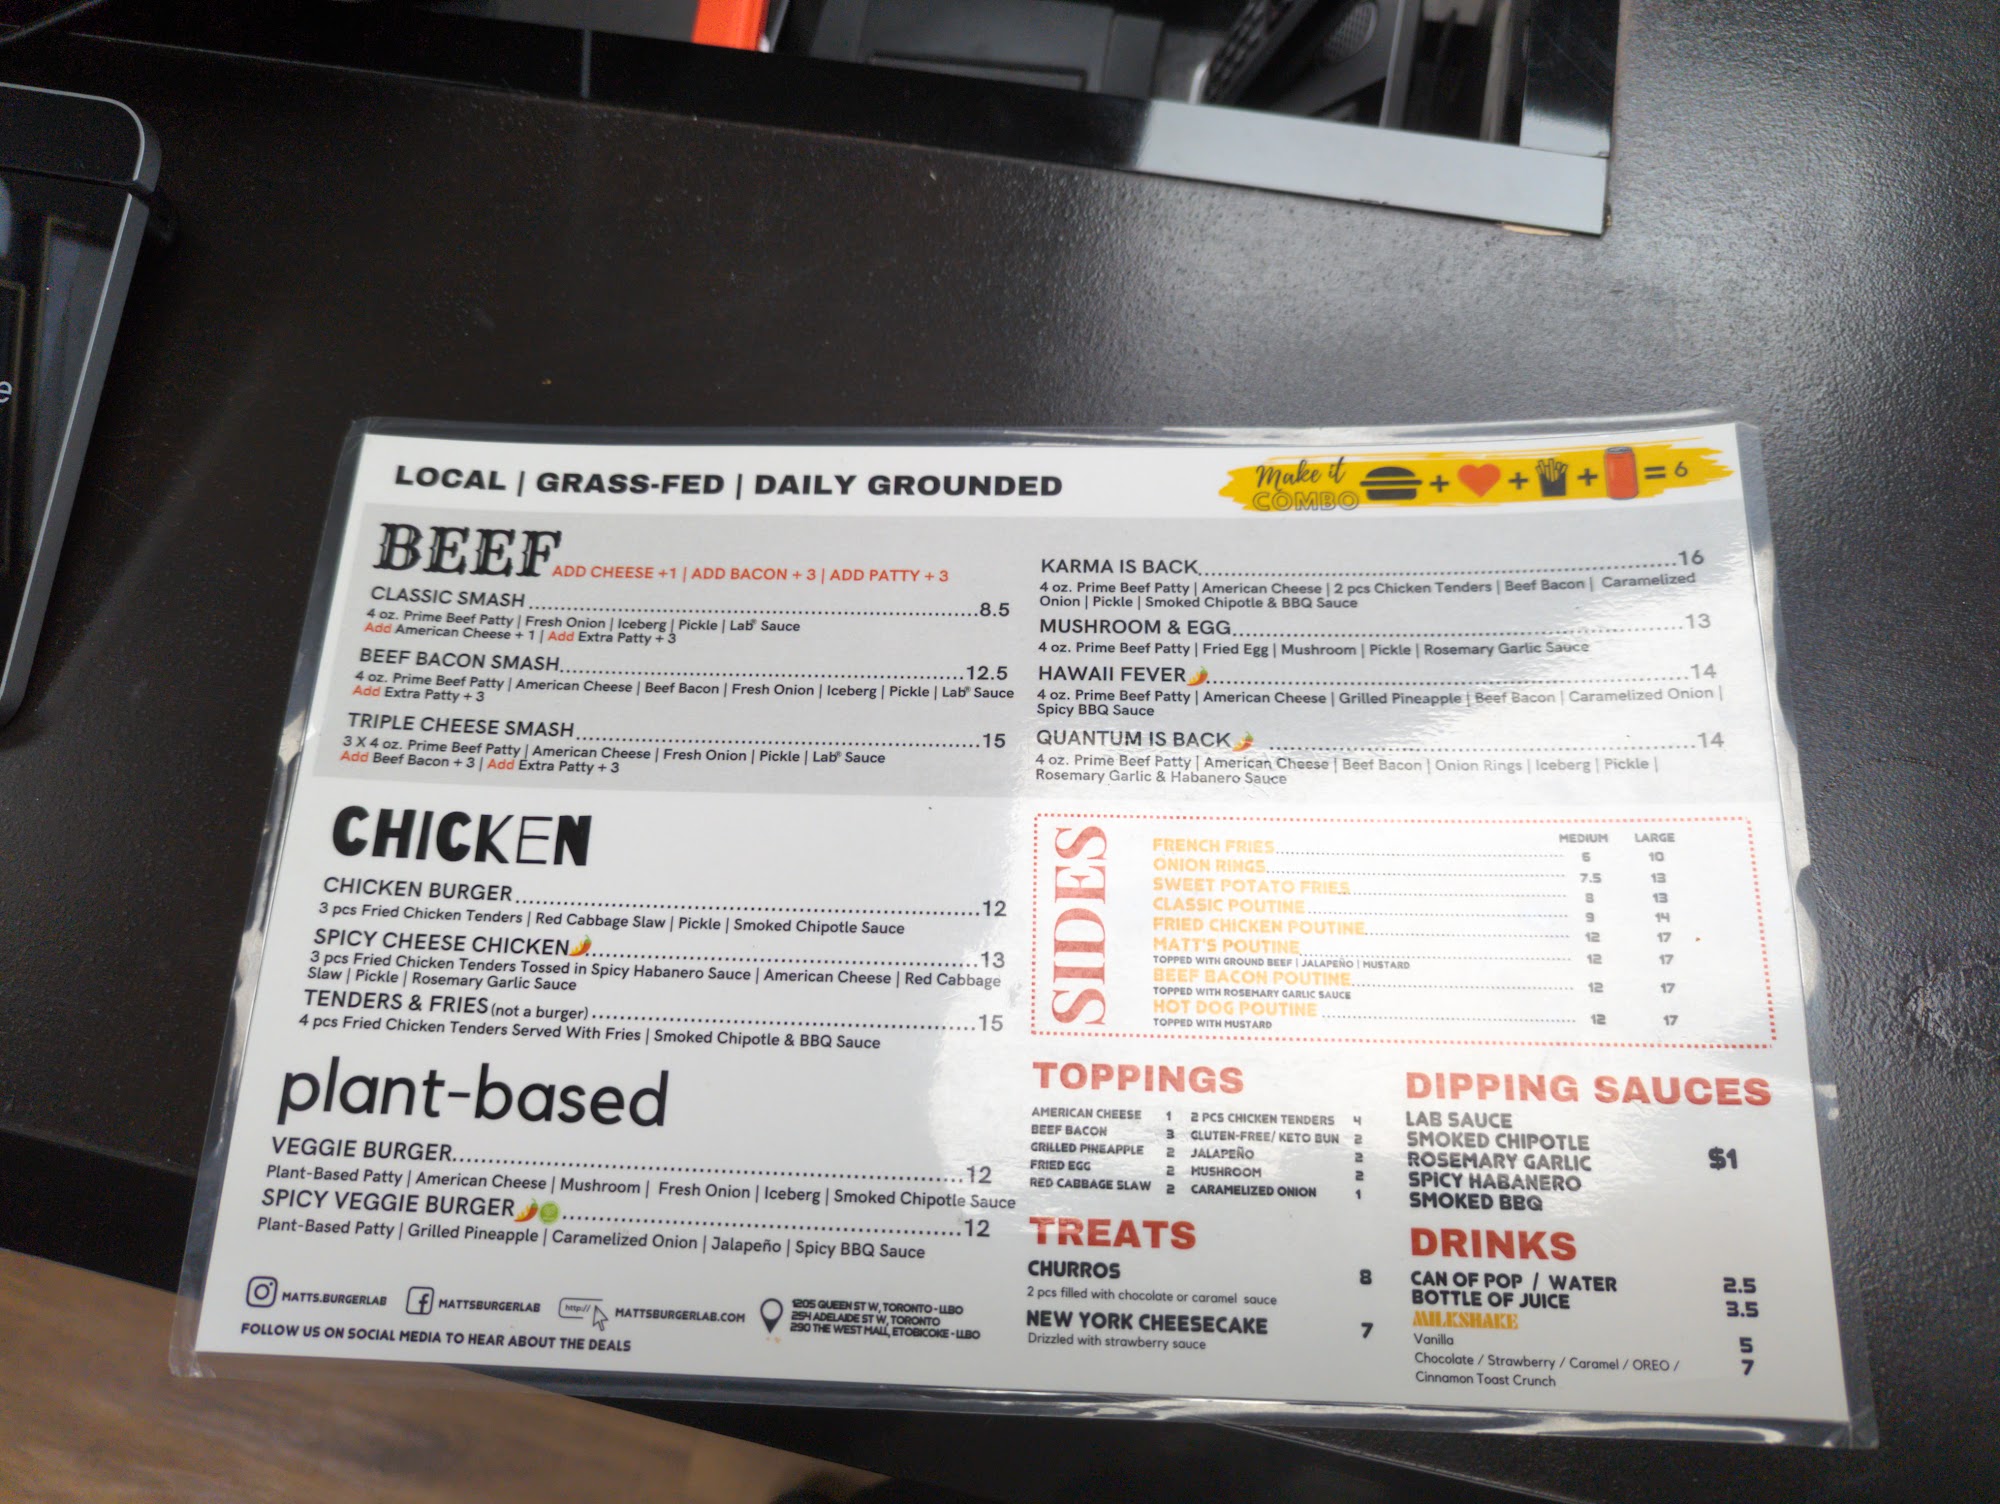 e
LOCAL | GRASS-FED | DAILY GROUNDED
Make it
COMBO
+ + + = 6
BEEF
ADD CHEESE +1 | ADD BACON + 3 | ADD PATTY + 3
CLASSIC SMASH 8.5
4 oz. Prime Beef Patty | Fresh Onion | Iceberg | Pickle | Lab® Sauce
Add American Cheese + 1 | Add Extra Patty + 3
BEEF BACON SMASH 12.5
4 oz. Prime Beef Patty | American Cheese | Beef Bacon | Fresh Onion | Iceberg | Pickle | Lab® Sauce
Add Extra Patty + 3
TRIPLE CHEESE SMASH 15
3 X 4 oz. Prime Beef Patty | American Cheese | Fresh Onion | Pickle | Lab® Sauce
Add Beef Bacon + 3 | Add Extra Patty + 3
KARMA IS BACK 16
4 oz. Prime Beef Patty | American Cheese | 2 pcs Chicken Tenders | Beef Bacon | Caramelized
Onion | Pickle | Smoked Chipotle & BBQ Sauce
MUSHROOM & EGG 13
4 oz. Prime Beef Patty | Fried Egg | Mushroom | Pickle | Rosemary Garlic Sauce
HAWAII FEVER 14
4 oz. Prime Beef Patty | American Cheese | Grilled Pineapple | Beef Bacon | Caramelized Onion |
Spicy BBQ Sauce
QUANTUM IS BACK 14
4 oz. Prime Beef Patty | American Cheese | Beef Bacon | Onion Rings | Iceberg | Pickle |
Rosemary Garlic & Habanero Sauce
CHICKEN
CHICKEN BURGER 12
3 pcs Fried Chicken Tenders | Red Cabbage Slaw | Pickle | Smoked Chipotle Sauce
SPICY CHEESE CHICKEN 13
3 pcs Fried Chicken Tenders Tossed in Spicy Habanero Sauce | American Cheese | Red Cabbage
Slaw | Pickle | Rosemary Garlic Sauce
TENDERS & FRIES (not a burger) 15
4 pcs Fried Chicken Tenders Served With Fries | Smoked Chipotle & BBQ Sauce
plant-based
VEGGIE BURGER 12
Plant-Based Patty | American Cheese | Mushroom | Fresh Onion | Iceberg | Smoked Chipotle Sauce
SPICY VEGGIE BURGER 12
Plant-Based Patty | Grilled Pineapple | Caramelized Onion | Jalapeño | Spicy BBQ Sauce
SIDES
MEDIUM LARGE
FRENCH FRIES 6 10
ONION RINGS 7.5 13
SWEET POTATO FRIES 8 13
CLASSIC POUTINE 9 14
FRIED CHICKEN POUTINE 12 17
MATT'S POUTINE 12 17
TOPPED WITH GROUND BEEF | JALAPEÑO | MUSTARD
BEEF BACON POUTINE 12 17
TOPPED WITH ROSEMARY GARLIC SAUCE
HOT DOG POUTINE 12 17
TOPPED WITH MUSTARD
TOPPINGS
AMERICAN CHEESE 1 2 PCS CHICKEN TENDERS 4
BEEF BACON 3 GLUTEN-FREE/ KETO BUN 2
GRILLED PINEAPPLE 2 JALAPEÑO 2
FRIED EGG 2 MUSHROOM 2
RED CABBAGE SLAW 2 CARAMELIZED ONION 1
DIPPING SAUCES
LAB SAUCE
SMOKED CHIPOTLE
ROSEMARY GARLIC $1
SPICY HABANERO
SMOKED BBQ
TREATS
CHURROS 8
2 pcs filled with chocolate or caramel sauce
NEW YORK CHEESECAKE 7
Drizzled with strawberry sauce
DRINKS
CAN OF POP / WATER 2.5
BOTTLE OF JUICE 3.5
MILKSHAKE
Vanilla 5
Chocolate / Strawberry / Caramel / OREO / 7
Cinnamon Toast Crunch
MATTS.BURGERLAB
MATTSBURGERLAB
http://
MATTSBURGERLAB.COM
1205 QUEEN ST W, TORONTO - LLBO
254 ADELAIDE ST W, TORONTO
290 THE WEST MALL, ETOBICOKE - LLBO
FOLLOW US ON SOCIAL MEDIA TO HEAR ABOUT THE DEALS